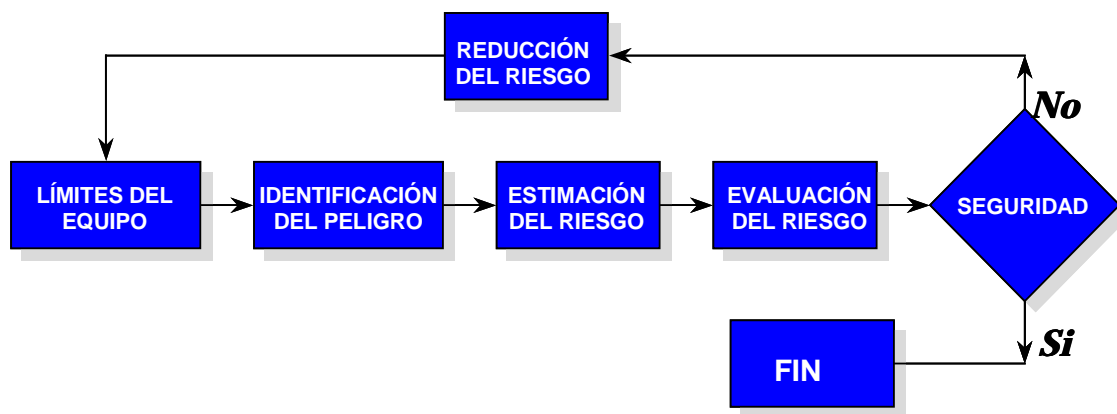 REDUCCIÓN
DEL RIESGO
No
LÍMITES DEL
EQUIPO
IDENTIFICACIÓN
DEL PELIGRO
ESTIMACIÓN
DEL RIESGO
EVALUACIÓN
DEL RIESGO
SEGURIDAD
Si
FIN